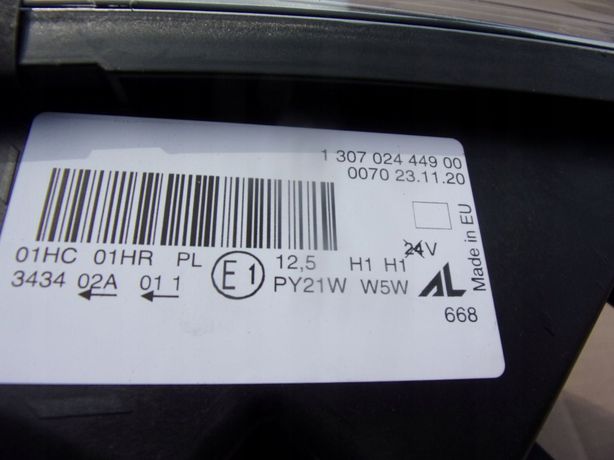 1 307 024 449 00
0070 23.11.20
Made in EU
01HC 01HR PL E1 12,5 H1 H1 24V
3434 02A 01 1 PY21W W5W AL
668